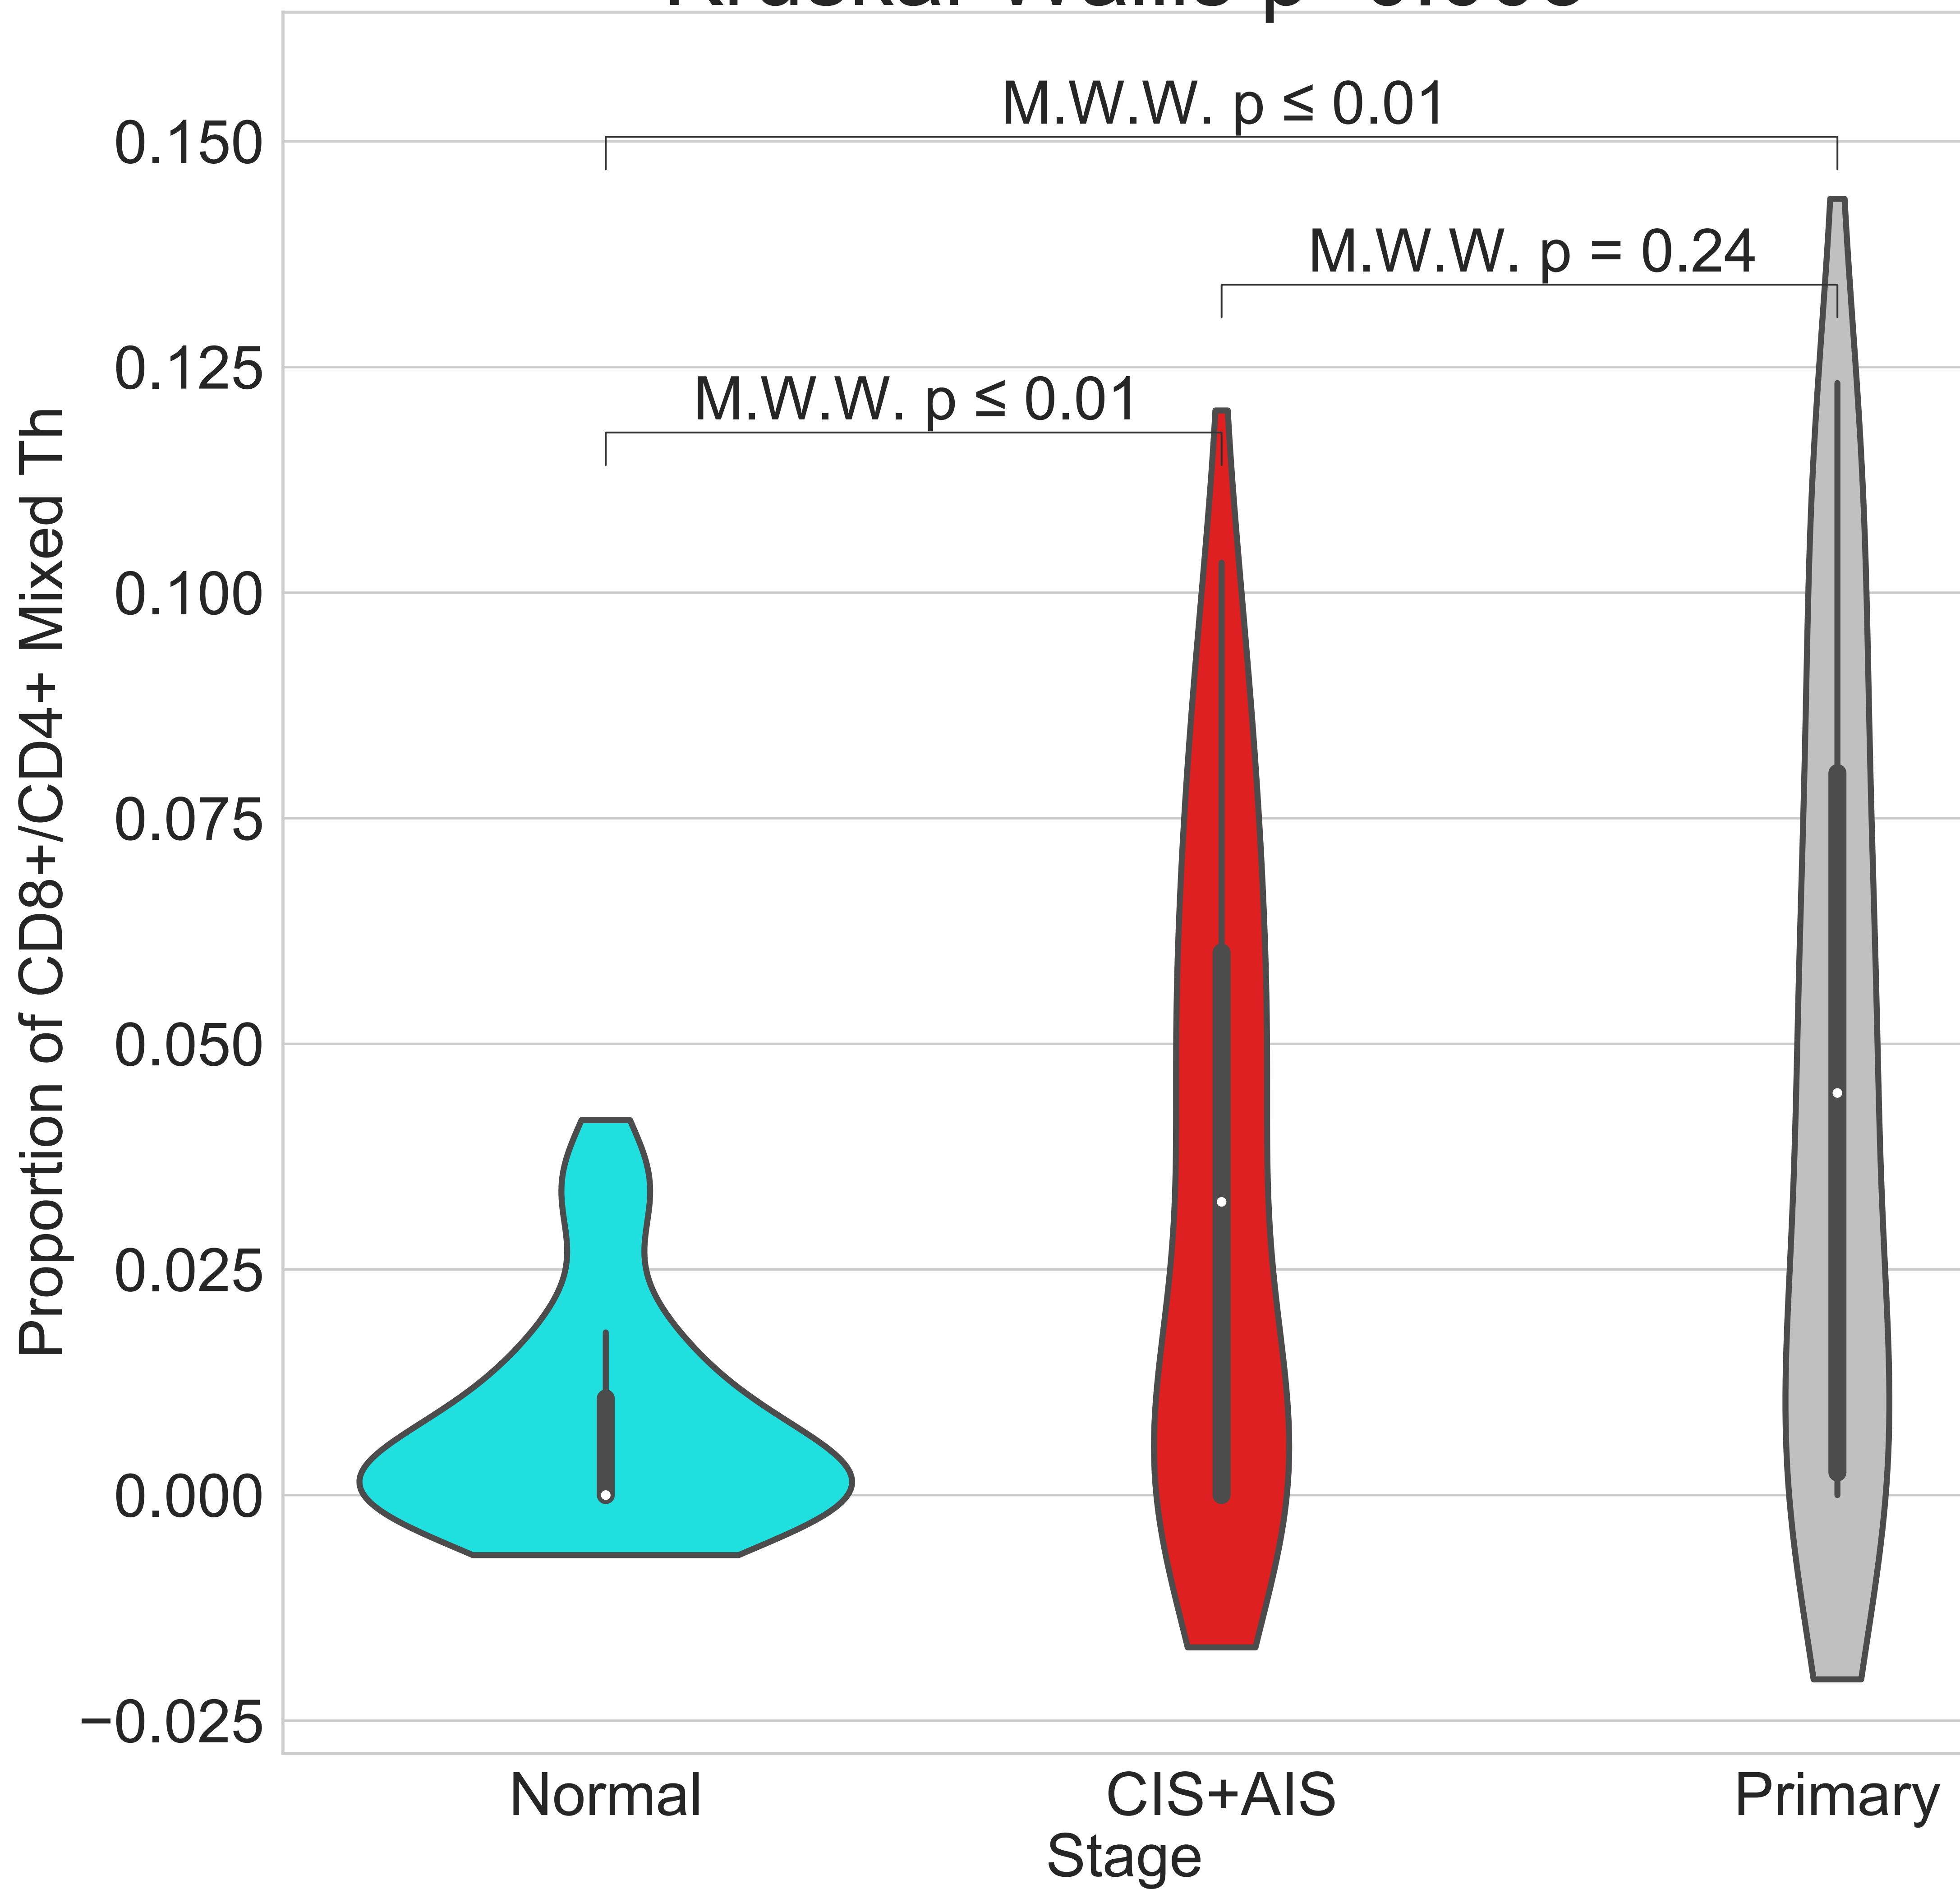 M.W.W. p ≤ 0.01
0.150
M.W.W. p = 0.24
0.125
M.W.W. p ≤ 0.01
0.100
0.075
0.050
0.025
0.000
−0.025
Proportion of CD8+/CD4+ Mixed Th
Normal CIS+AIS Primary
Stage